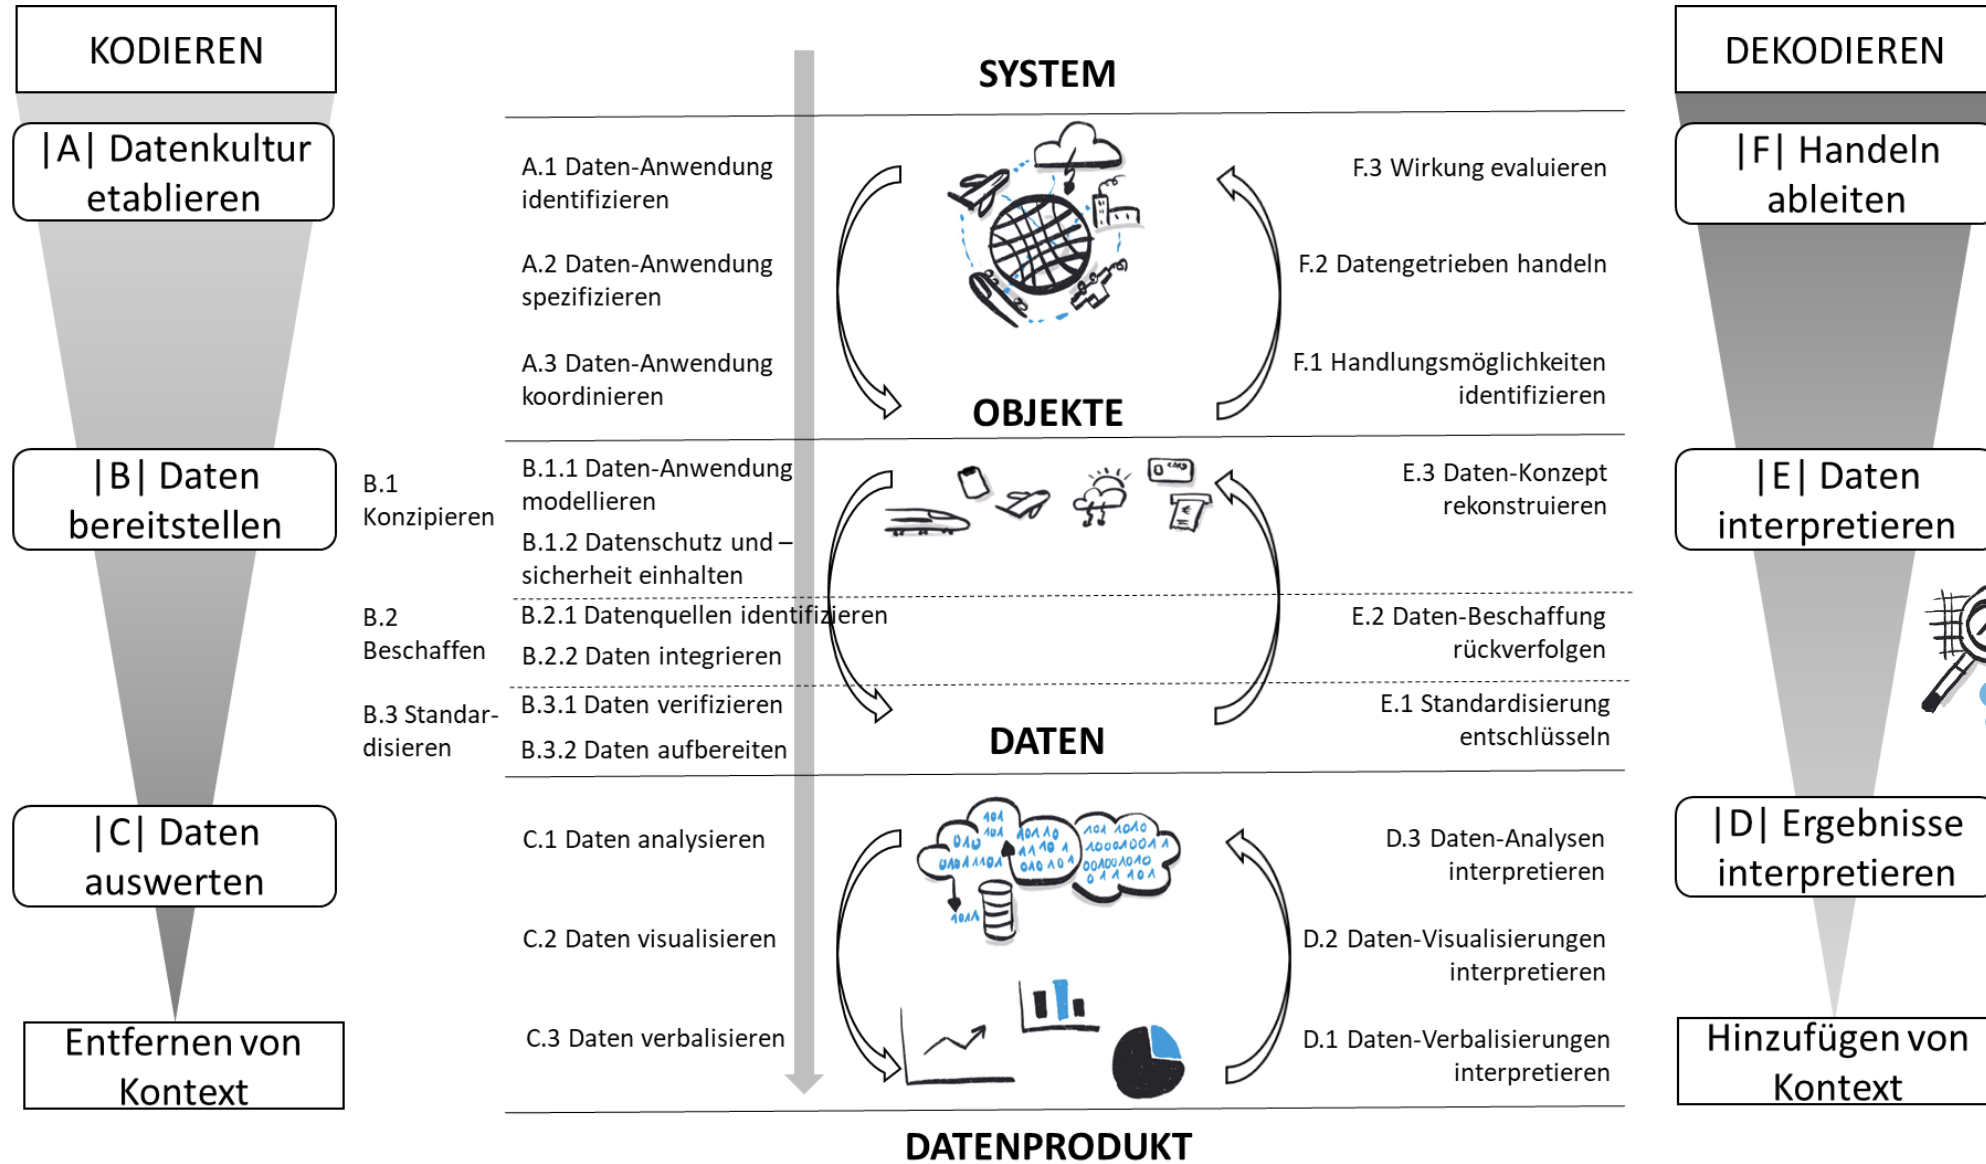 KODIEREN
|A| Datenkultur
etablieren
|B| Daten
bereitstellen
|C| Daten
auswerten
Entfernen von
Kontext
B.1
Konzipieren
B.2
Beschaffen
B.3 Standar-
disieren
SYSTEM
A.1 Daten-Anwendung
identifizieren
A.2 Daten-Anwendung
spezifizieren
A.3 Daten-Anwendung
koordinieren
F.3 Wirkung evaluieren
F.2 Datengetrieben handeln
F.1 Handlungsmöglichkeiten
identifizieren
OBJEKTE
B.1.1 Daten-Anwendung
modellieren
B.1.2 Datenschutz und –
sicherheit einhalten
B.2.1 Datenquellen identifizieren
B.2.2 Daten integrieren
B.3.1 Daten verifizieren
B.3.2 Daten aufbereiten
E.3 Daten-Konzept
rekonstruieren
E.2 Daten-Beschaffung
rückverfolgen
E.1 Standardisierung
entschlüsseln
DATEN
C.1 Daten analysieren
C.2 Daten visualisieren
C.3 Daten verbalisieren
D.3 Daten-Analysen
interpretieren
D.2 Daten-Visualisierungen
interpretieren
D.1 Daten-Verbalisierungen
interpretieren
DATENPRODUKT
DEKODIEREN
|F| Handeln
ableiten
|E| Daten
interpretieren
|D| Ergebnisse
interpretieren
Hinzufügen von
Kontext